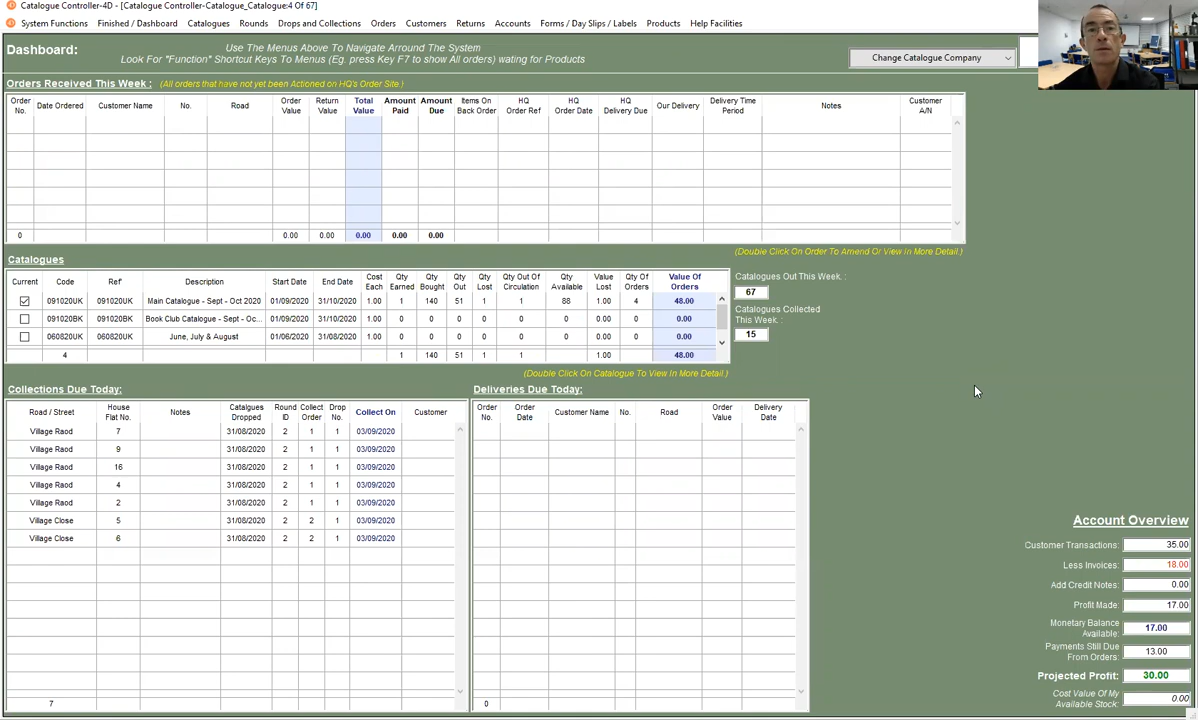 Catalogue Controller-4D - [Catalogue Controller-Catalogue_Catalogue:4 Of 67]
System Functions Finished / Dashboard Catalogues Rounds Drops and Collections Orders Customers Returns Accounts Forms / Day Slips / Labels Products Help Facilities
Dashboard:
Use The Menus Above To Navigate Arround The System
Look For "Function" Shortcut Keys To Menus (Eg. press Key F7 to show All orders) wating for Products
Change Catalogue Company
Orders Received This Week : (All orders that have not yet been Actioned on HQ's Order Site )
Order No. Date Ordered Customer Name No. Road Order Value Return Value Total Value Amount Paid Amount Due Items On Back Order HQ Order Ref HQ Order Date HQ Delivery Due Our Delivery Delivery Time Period Notes Customer A/N
0 0.00 0.00 0.00 0.00 0.00
(Double Click On Order To Amend Or View In More Detail.)
Catalogues
Current Code Ref' Description Start Date End Date Cost Each Qty Earned Qty Bought Qty Out Qty Lost Qty Out Of Circulation Qty Available Value Lost Qty Of Orders Value Of Orders
091020UK 091020UK Main Catalogue - Sept - Oct 2020 01/09/2020 31/10/2020 1.00 1 140 51 1 1 88 1.00 4 48.00
091020BK 091020BK Book Club Catalogue - Sept - Oc... 01/09/2020 31/10/2020 1.00 0 0 0 0 0 0 0.00 0 0.00
060820UK 060820UK June, July & August 01/06/2020 31/08/2020 1.00 0 0 0 0 0 0 0.00 0 0.00
4 1 140 51 1 1.00 48.00
(Double Click On Catalogue To View In More Detail.)
Catalogues Out This Week. :
67
Catalogues Collected
This Week. :
15
Collections Due Today:
Road / Street House Flat No. Notes Catalgues Dropped Round ID Collect Order Drop No. Collect On Customer
Village Raod 7 31/08/2020 2 1 1 03/09/2020
Village Raod 9 31/08/2020 2 1 1 03/09/2020
Village Raod 16 31/08/2020 2 1 1 03/09/2020
Village Raod 4 31/08/2020 2 1 1 03/09/2020
Village Raod 2 31/08/2020 2 1 1 03/09/2020
Village Close 5 31/08/2020 2 2 1 03/09/2020
Village Close 6 31/08/2020 2 2 1 03/09/2020
7
Deliveries Due Today:
Order No. Order Date Customer Name No. Road Order Value Delivery Date
0
Account Overview
Customer Transactions: 35.00
Less Invoices: 18.00
Add Credit Notes: 0.00
Profit Made: 17.00
Monetary Balance
Available: 17.00
Payments Still Due
From Orders: 13.00
Projected Profit: 30.00
Cost Value Of My
Available Stock: 0.00